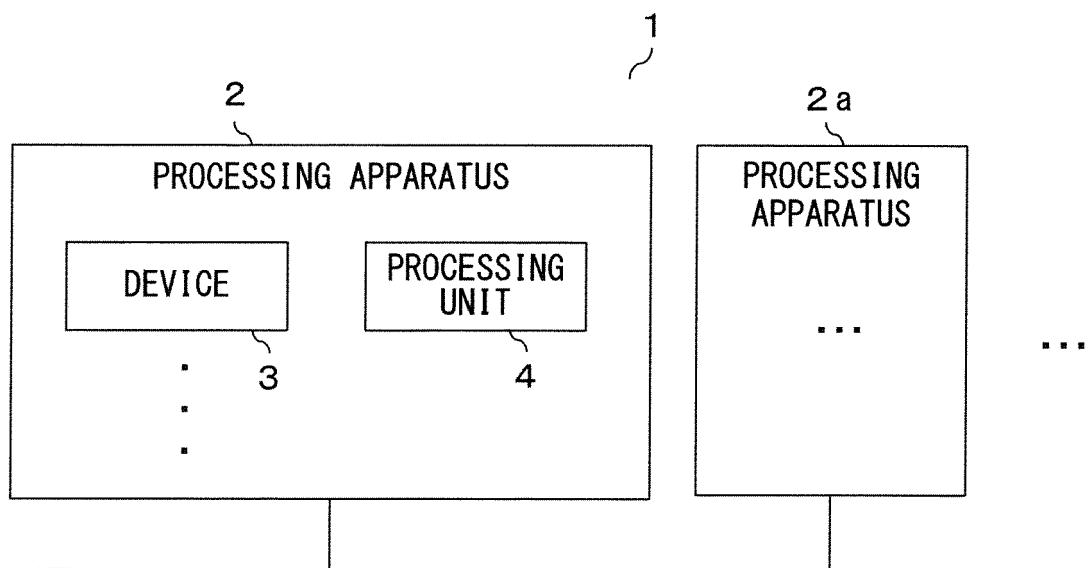 1
2
2a
PROCESSING APPARATUS
PROCESSING
APPARATUS
DEVICE
PROCESSING
UNIT
...
...
3
4